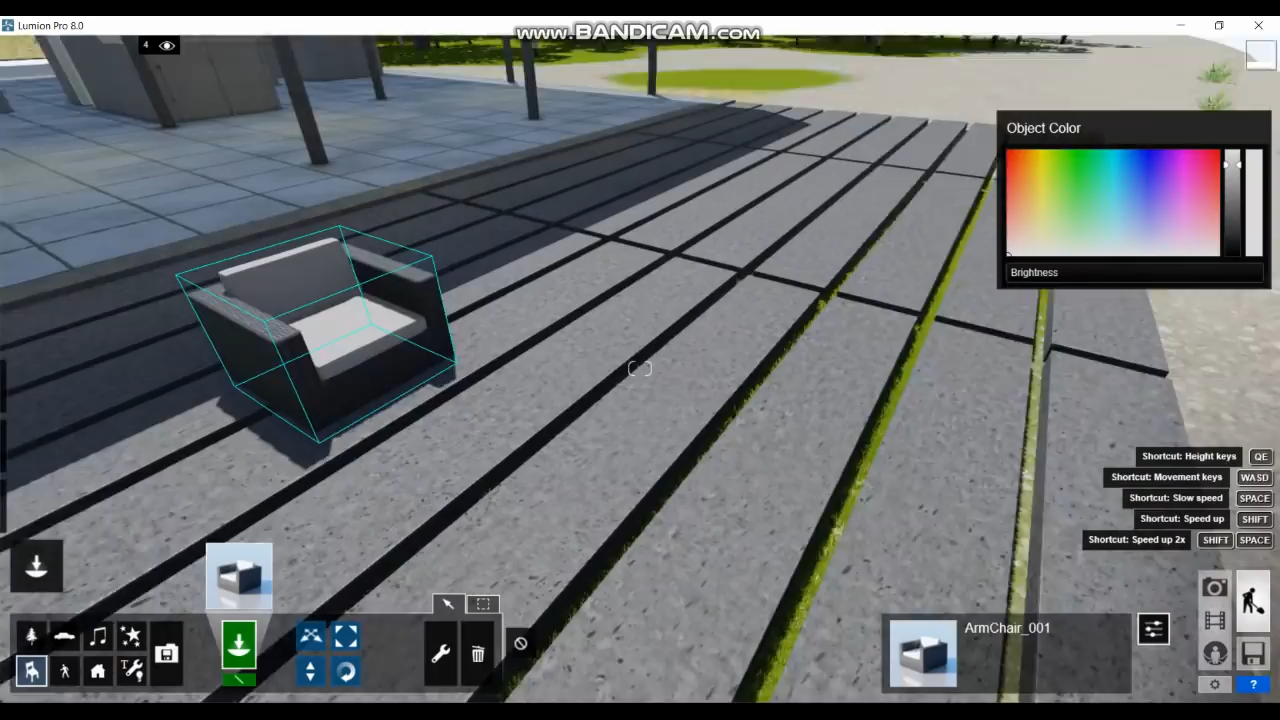 Lumion Pro 8.0
www.BANDICAM.com
4
Object Color
Brightness
Shortcut: Height keys QE
Shortcut: Movement keys WASD
Shortcut: Slow speed SPACE
Shortcut: Speed up SHIFT
Shortcut: Speed up 2x SHIFT SPACE
ArmChair_001
T
?